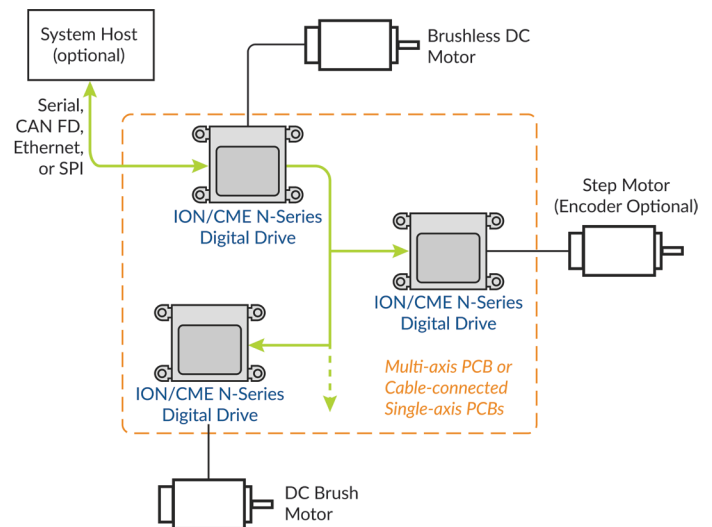 System Host
(optional)
Brushless DC
Motor
Serial,
CAN FD,
Ethernet,
or SPI
ION/CME N-Series
Digital Drive
Step Motor
(Encoder Optional)
ION/CME N-Series
Digital Drive
ION/CME N-Series
Digital Drive
Multi-axis PCB or
Cable-connected
Single-axis PCBs
DC Brush
Motor